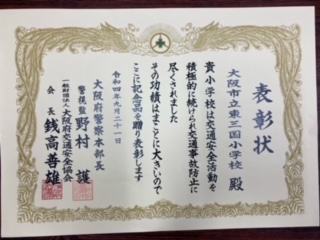 表彰状
大阪市立東三国小学校 殿
貴小学校は交通安全活動を
積極的に続けられ交通事故防止に
尽くされました
その功績はまことに大きいので
ここに記念品を贈り表彰します
令和四年九月二十一日
大阪府警察本部長
警視監 野村 護
一般財団法人 大阪府交通安全協会
会長 銭高善雄